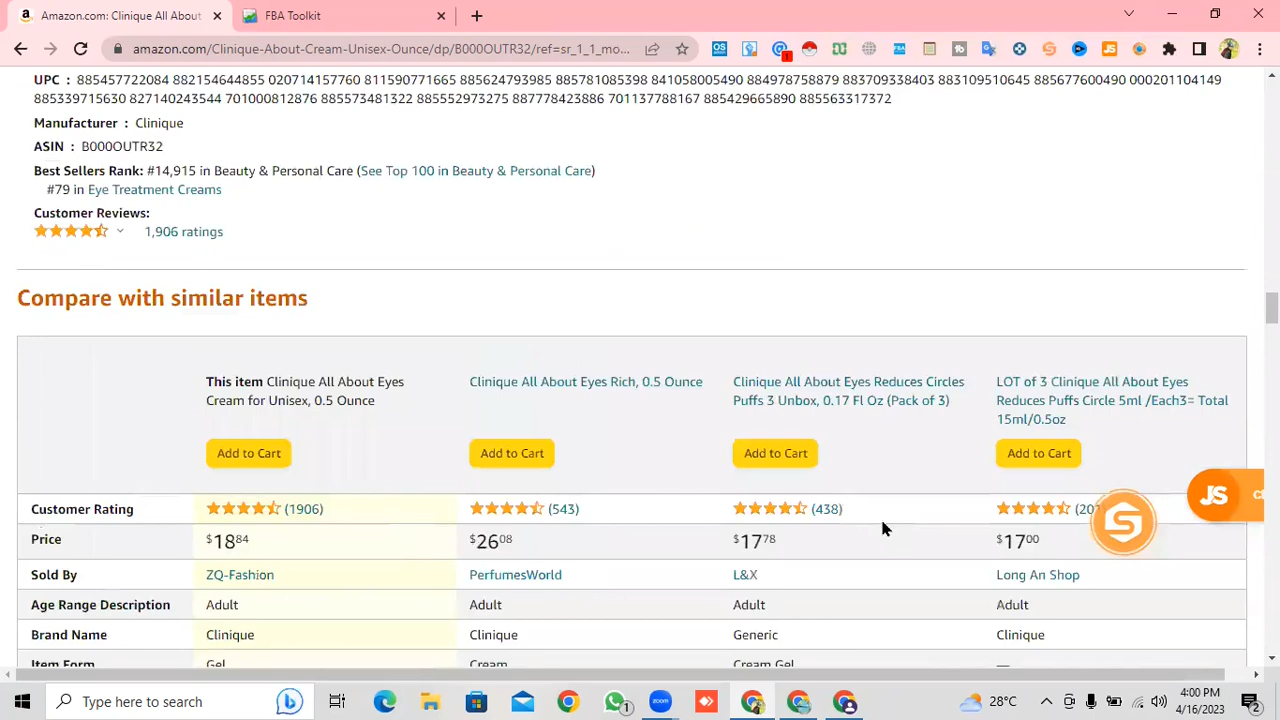 Amazon.com: Clinique All About
FBA Toolkit
amazon.com/Clinique-About-Cream-Unisex-Ounce/dp/B000OUTR32/ref=sr_1_1_mo...
UPC : 885457722084 882154644855 020714157760 811590771665 885624793985 885781085398 841058005490 884978758879 883709338403 883109510645 885677600490 000201104149
885339715630 827140243544 701000812876 885573481322 885552973275 887778423886 701137788167 885429665890 885563317372
Manufacturer : Clinique
ASIN : B000OUTR32
Best Sellers Rank: #14,915 in Beauty & Personal Care (See Top 100 in Beauty & Personal Care)
#79 in Eye Treatment Creams
Customer Reviews:
1,906 ratings
Compare with similar items
This item Clinique All About Eyes Cream for Unisex, 0.5 Ounce
Clinique All About Eyes Rich, 0.5 Ounce
Clinique All About Eyes Reduces Circles Puffs 3 Unbox, 0.17 Fl Oz (Pack of 3)
LOT of 3 Clinique All About Eyes Reduces Puffs Circle 5ml /Each3= Total 15ml/0.5oz
Add to Cart Add to Cart Add to Cart Add to Cart
JS
Customer Rating (1906) (543) (438) (20
Price $18 84 $26 08 $17 78 $17 00
Sold By ZQ-Fashion PerfumesWorld L&X Long An Shop
Age Range Description Adult Adult Adult Adult
Brand Name Clinique Clinique Generic Clinique
Item Form Gel Cream Cream Gel —
Type here to search
28°C
4:00 PM
4/16/2023